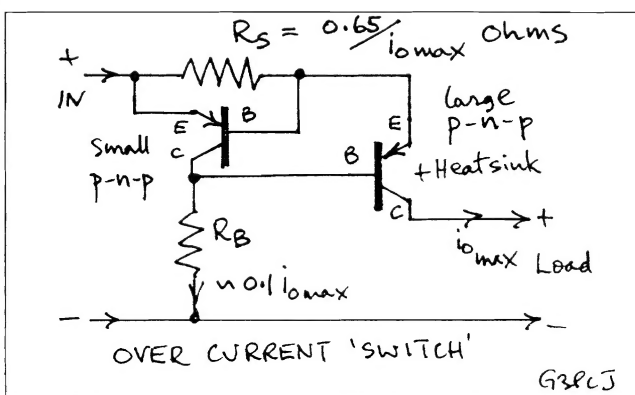 RS = 0.65/iomax Ohms
+
IN
E
B
C
small
p-n-p
Large
p-n-p
E
B
+ Heatsink
C
+
iomax Load
RB
~ 0.1 iomax
-
-
OVER CURRENT 'SWITCH'
G3PCJ